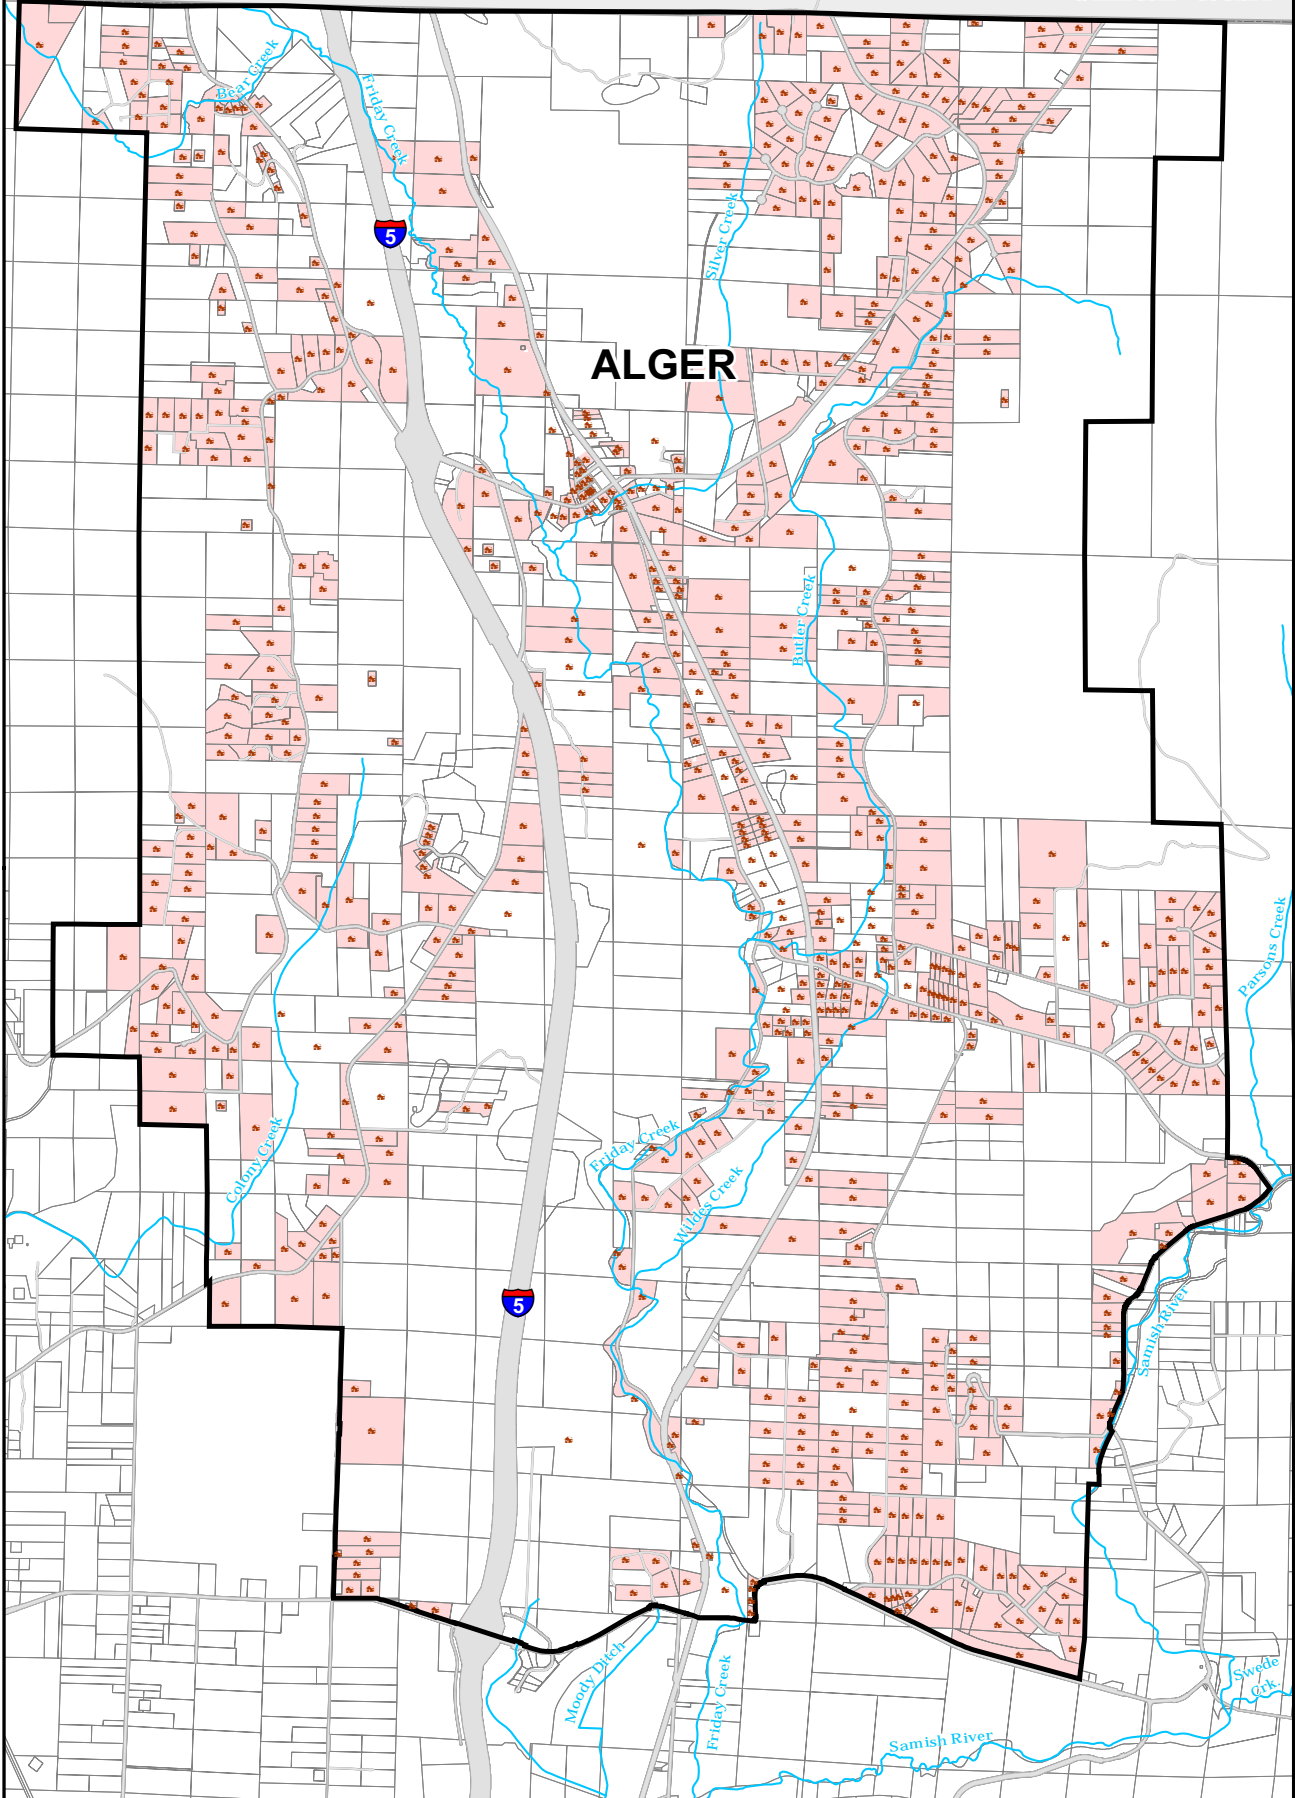 Bear Creek
Friday Creek
5
Silver Creek
ALGER
Butler Creek
Parsons Creek
Colony Creek
Friday Creek
Wildes Creek
5
Samish River
Moody Ditch
Friday Creek
Swede
Crk.
Samish River